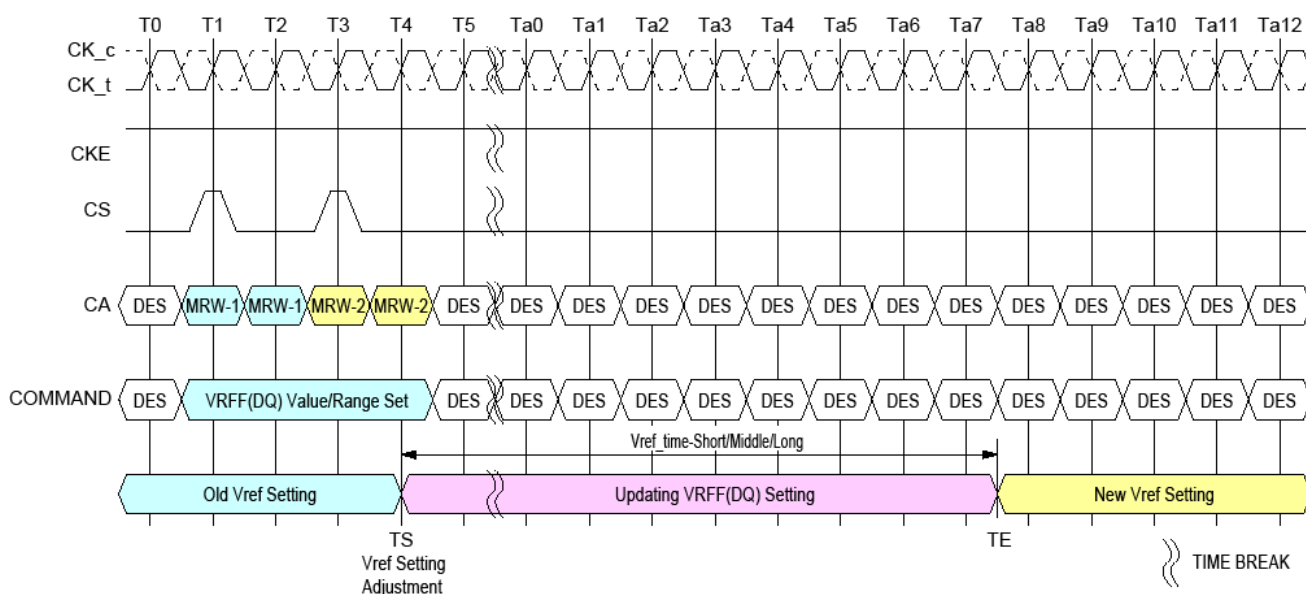 T0 T1 T2 T3 T4 T5 Ta0 Ta1 Ta2 Ta3 Ta4 Ta5 Ta6 Ta7 Ta8 Ta9 Ta10 Ta11 Ta12
CK_c
CK_t
CKE
CS
CA DES MRW-1 MRW-1 MRW-2 MRW-2 DES DES DES DES DES DES DES DES DES DES DES DES DES DES
COMMAND DES VRFF(DQ) Value/Range Set DES DES DES DES DES DES DES DES DES DES DES DES DES DES
Vref_time-Short/Middle/Long
Old Vref Setting Updating VRFF(DQ) Setting New Vref Setting
TS TE
Vref Setting
Adjustment
TIME BREAK